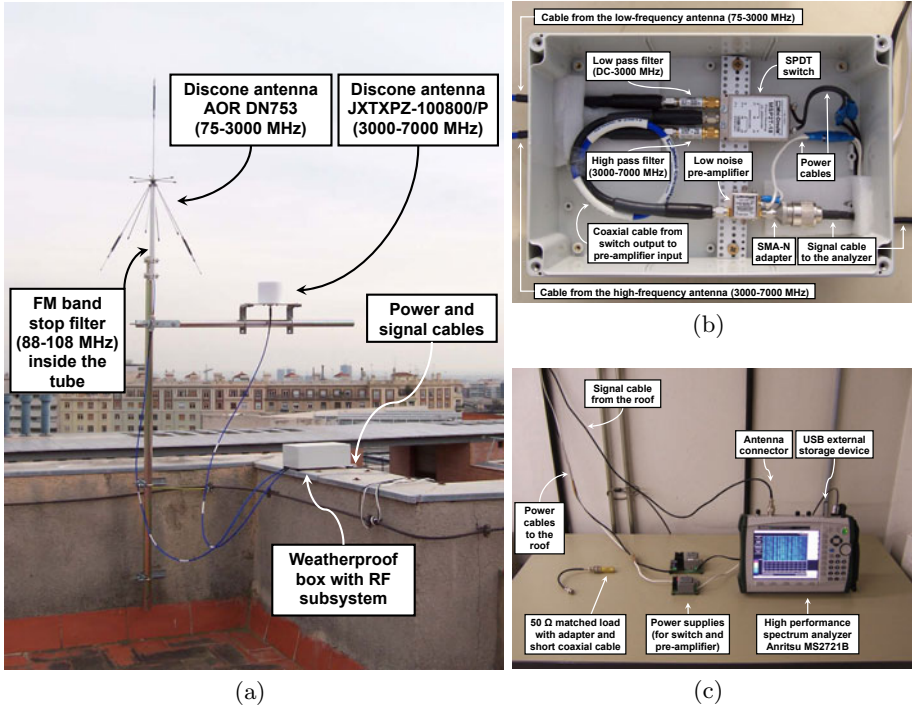 Discone antenna
AOR DN753
(75-3000 MHz)
Discone antenna
JXTXPZ-100800/P
(3000-7000 MHz)
FM band
stop filter
(88-108 MHz)
inside the
tube
Power and
signal cables
Weatherproof
box with RF
subsystem
(a)
Cable from the low-frequency antenna (75-3000 MHz)
Low pass filter
(DC-3000 MHz)
SPDT
switch
High pass filter
(3000-7000 MHz)
Low noise
pre-amplifier
Power
cables
Coaxial cable from
switch output to
pre-amplifier input
SMA-N
adapter
Signal cable
to the analyzer
Cable from the high-frequency antenna (3000-7000 MHz)
(b)
Signal cable
from the roof
Antenna
connector
USB external
storage device
Power
cables to
the roof
50 Ω matched load
with adapter and
short coaxial cable
Power supplies
(for switch and
pre-amplifier)
High performance
spectrum analyzer
Anritsu MS2721B
(c)